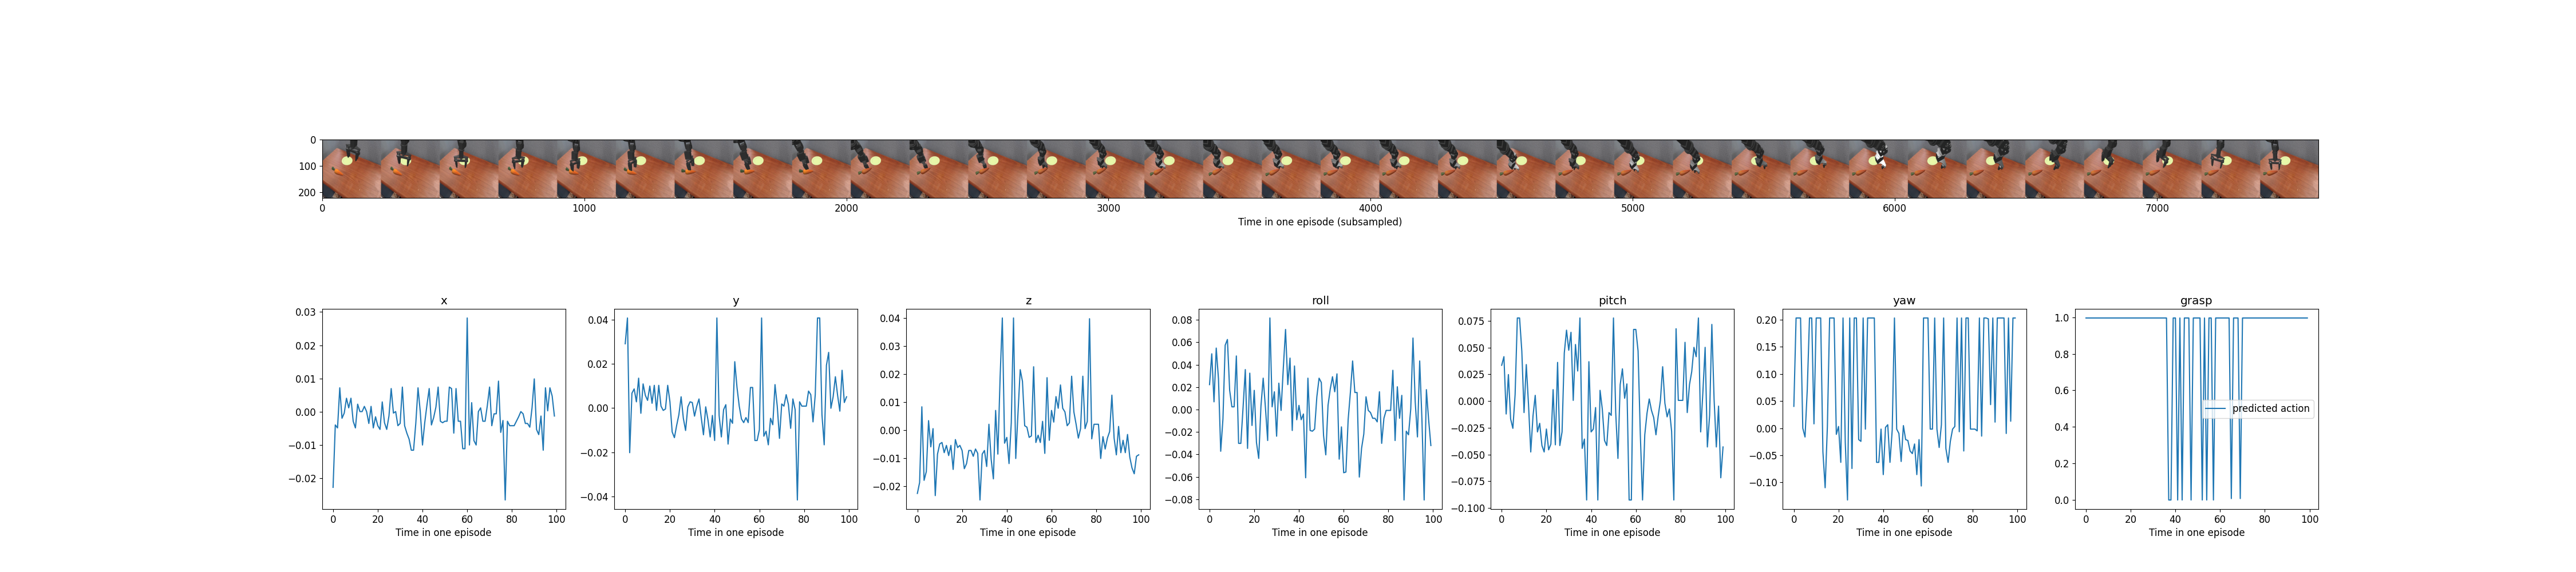 0
100
200
0 1000 2000 3000 4000 5000 6000 7000
Time in one episode (subsampled)
x
0.03
0.02
0.01
0.00
−0.01
−0.02
0 20 40 60 80 100
Time in one episode
y
0.04
0.02
0.00
−0.02
−0.04
0 20 40 60 80 100
Time in one episode
z
0.04
0.03
0.02
0.01
0.00
−0.01
−0.02
0 20 40 60 80 100
Time in one episode
roll
0.08
0.06
0.04
0.02
0.00
−0.02
−0.04
−0.06
−0.08
0 20 40 60 80 100
Time in one episode
pitch
0.075
0.050
0.025
0.000
−0.025
−0.050
−0.075
−0.100
0 20 40 60 80 100
Time in one episode
yaw
0.20
0.15
0.10
0.05
0.00
−0.05
−0.10
0 20 40 60 80 100
Time in one episode
grasp
1.0
0.8
0.6
0.4
0.2
0.0
predicted action
0 20 40 60 80 100
Time in one episode